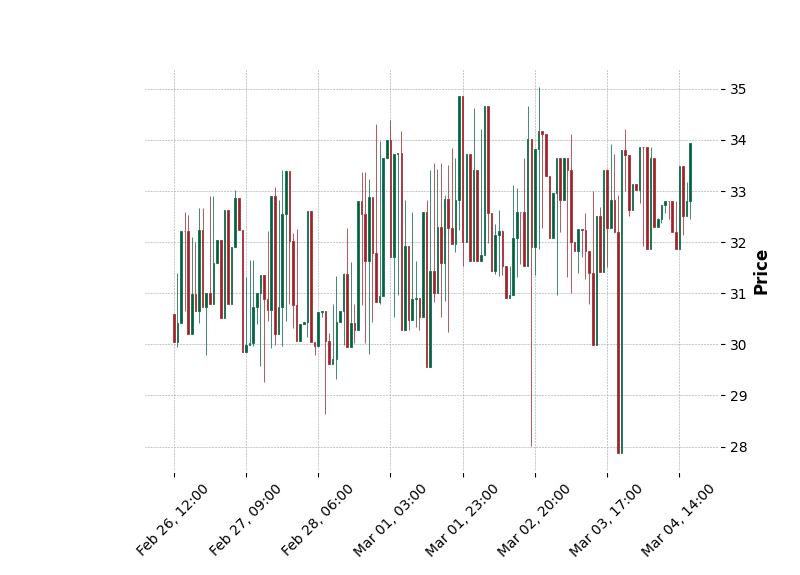 35
34
33
32
31
30
29
28
Price
Feb 26, 12:00
Feb 27, 09:00
Feb 28, 06:00
Mar 01, 03:00
Mar 01, 23:00
Mar 02, 20:00
Mar 03, 17:00
Mar 04, 14:00